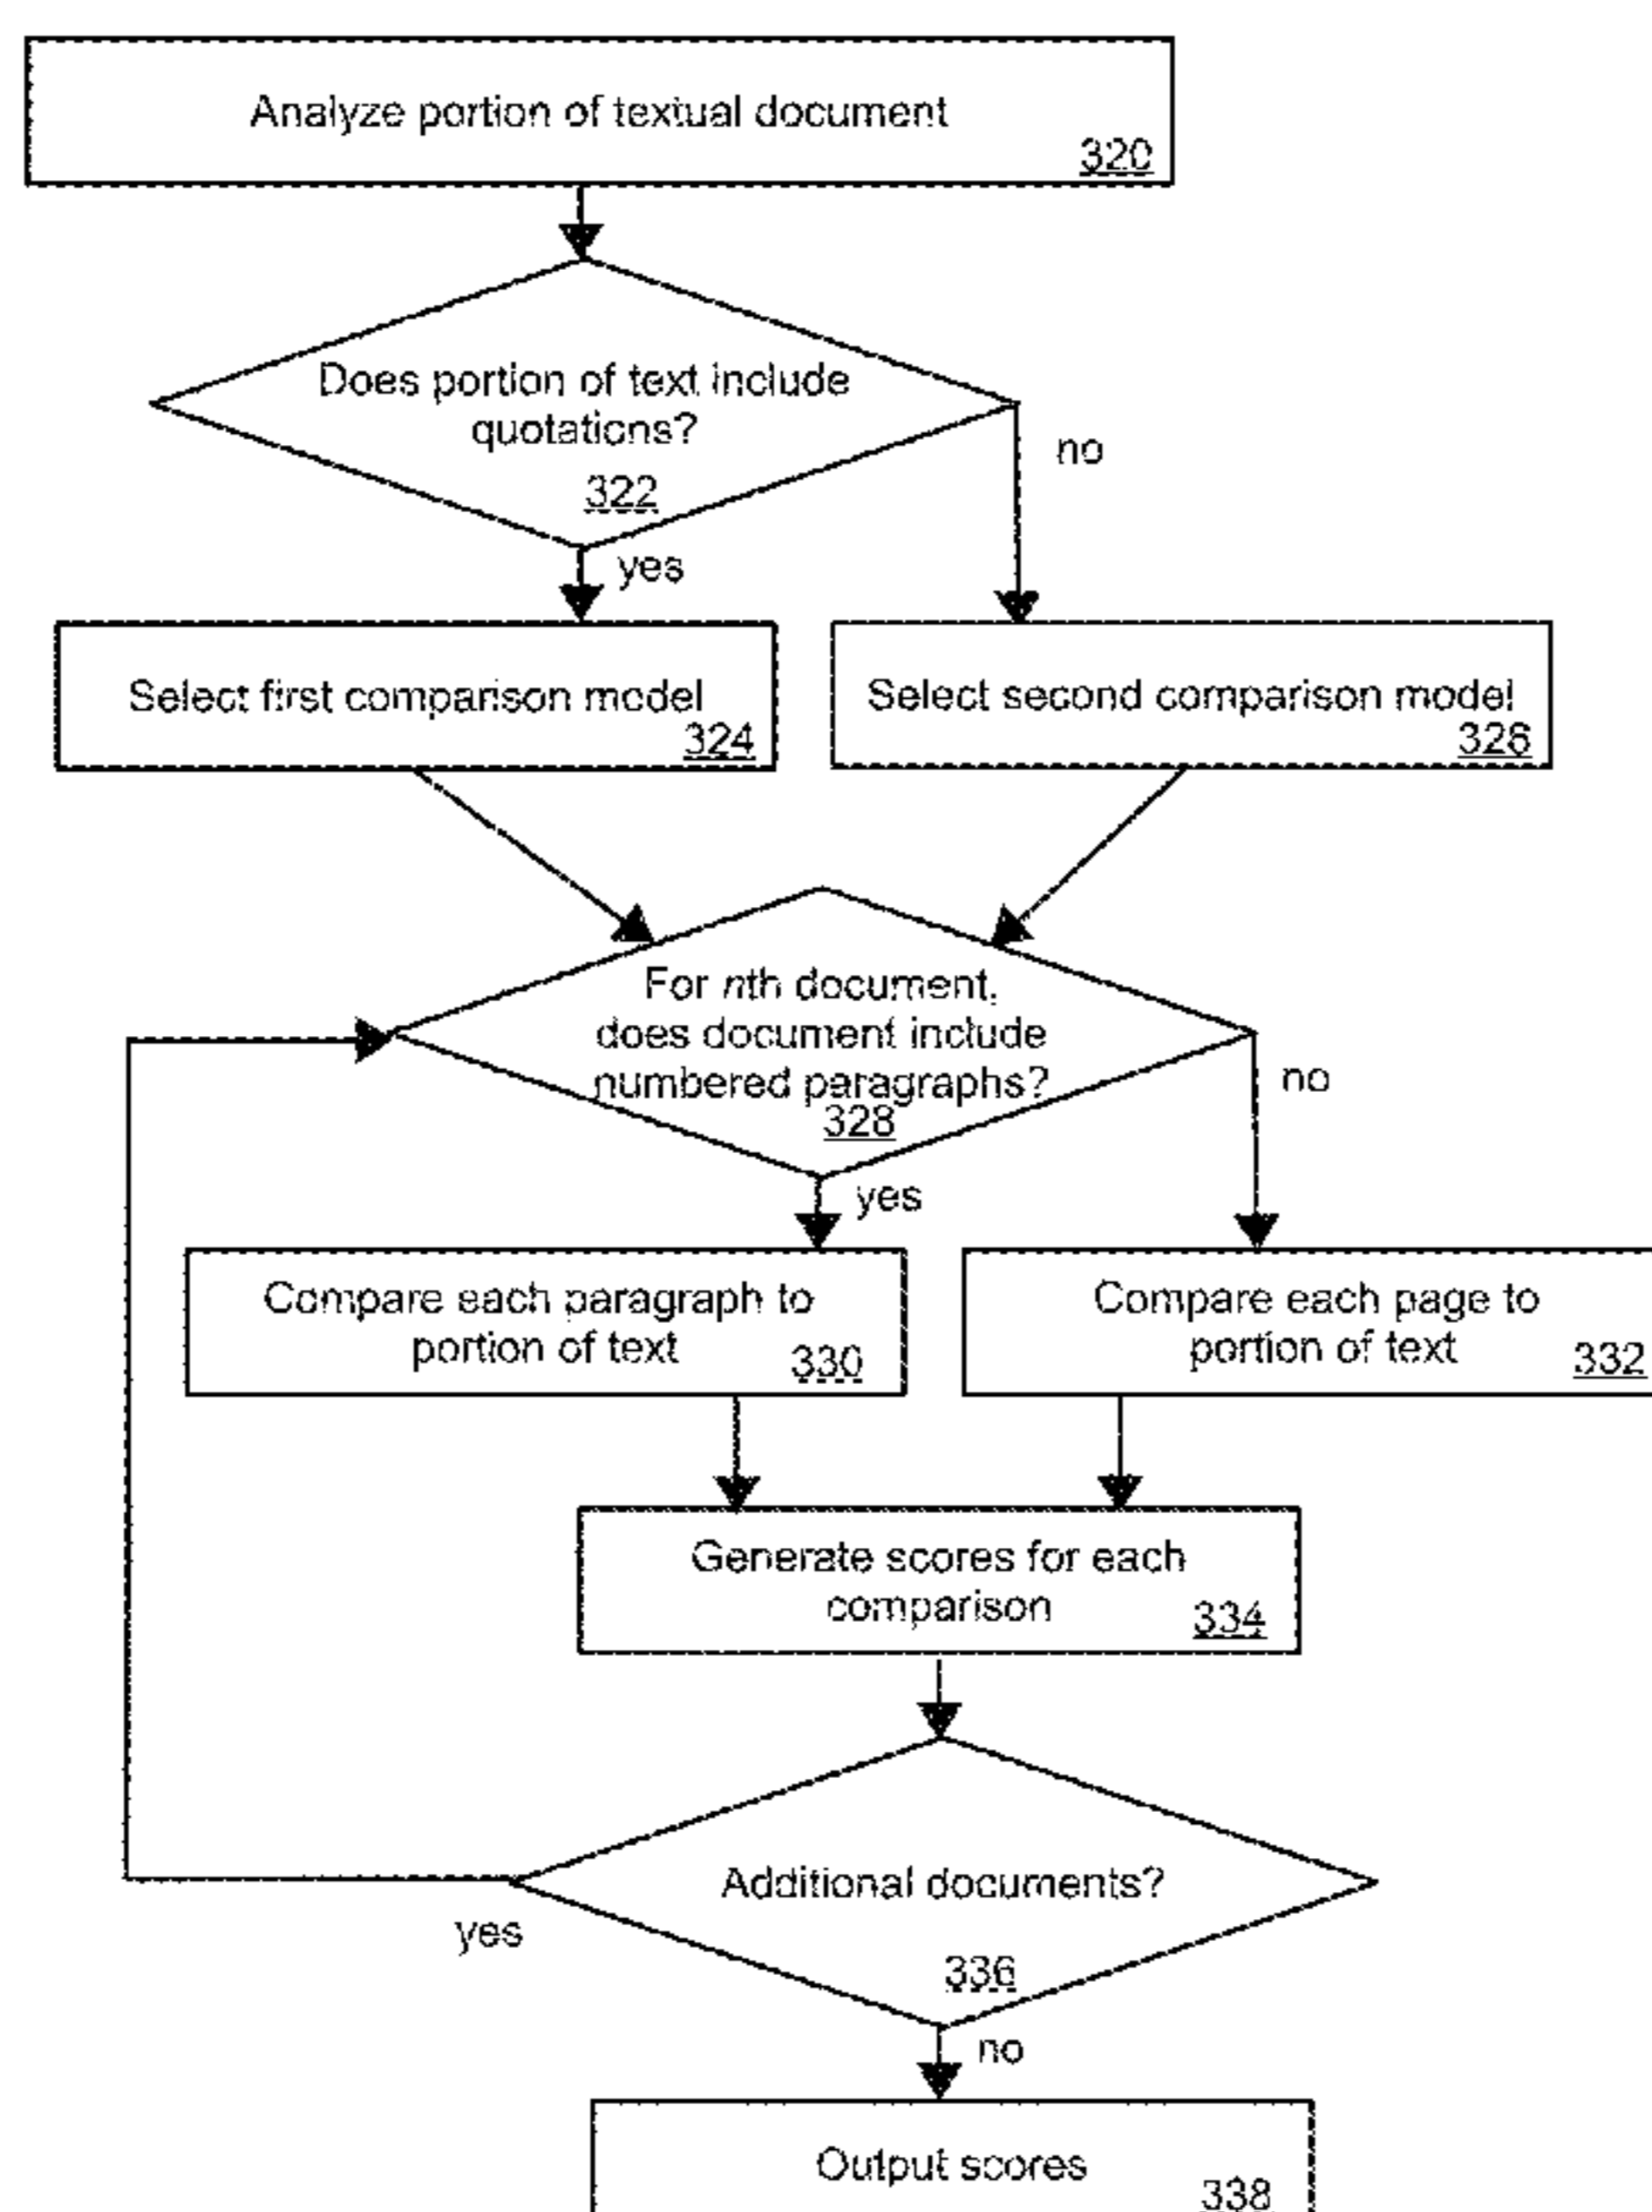 Analyze portion of textual document
320
Does portion of text include
quotations?
322
no
yes
Select first comparison model
324
Select second comparison model
326
For nth document,
does document include
numbered paragraphs?
328
no
yes
Compare each paragraph to
portion of text
330
Compare each page to
portion of text
332
Generate scores for each
comparison
334
Additional documents?
336
yes
no
Output scores
338